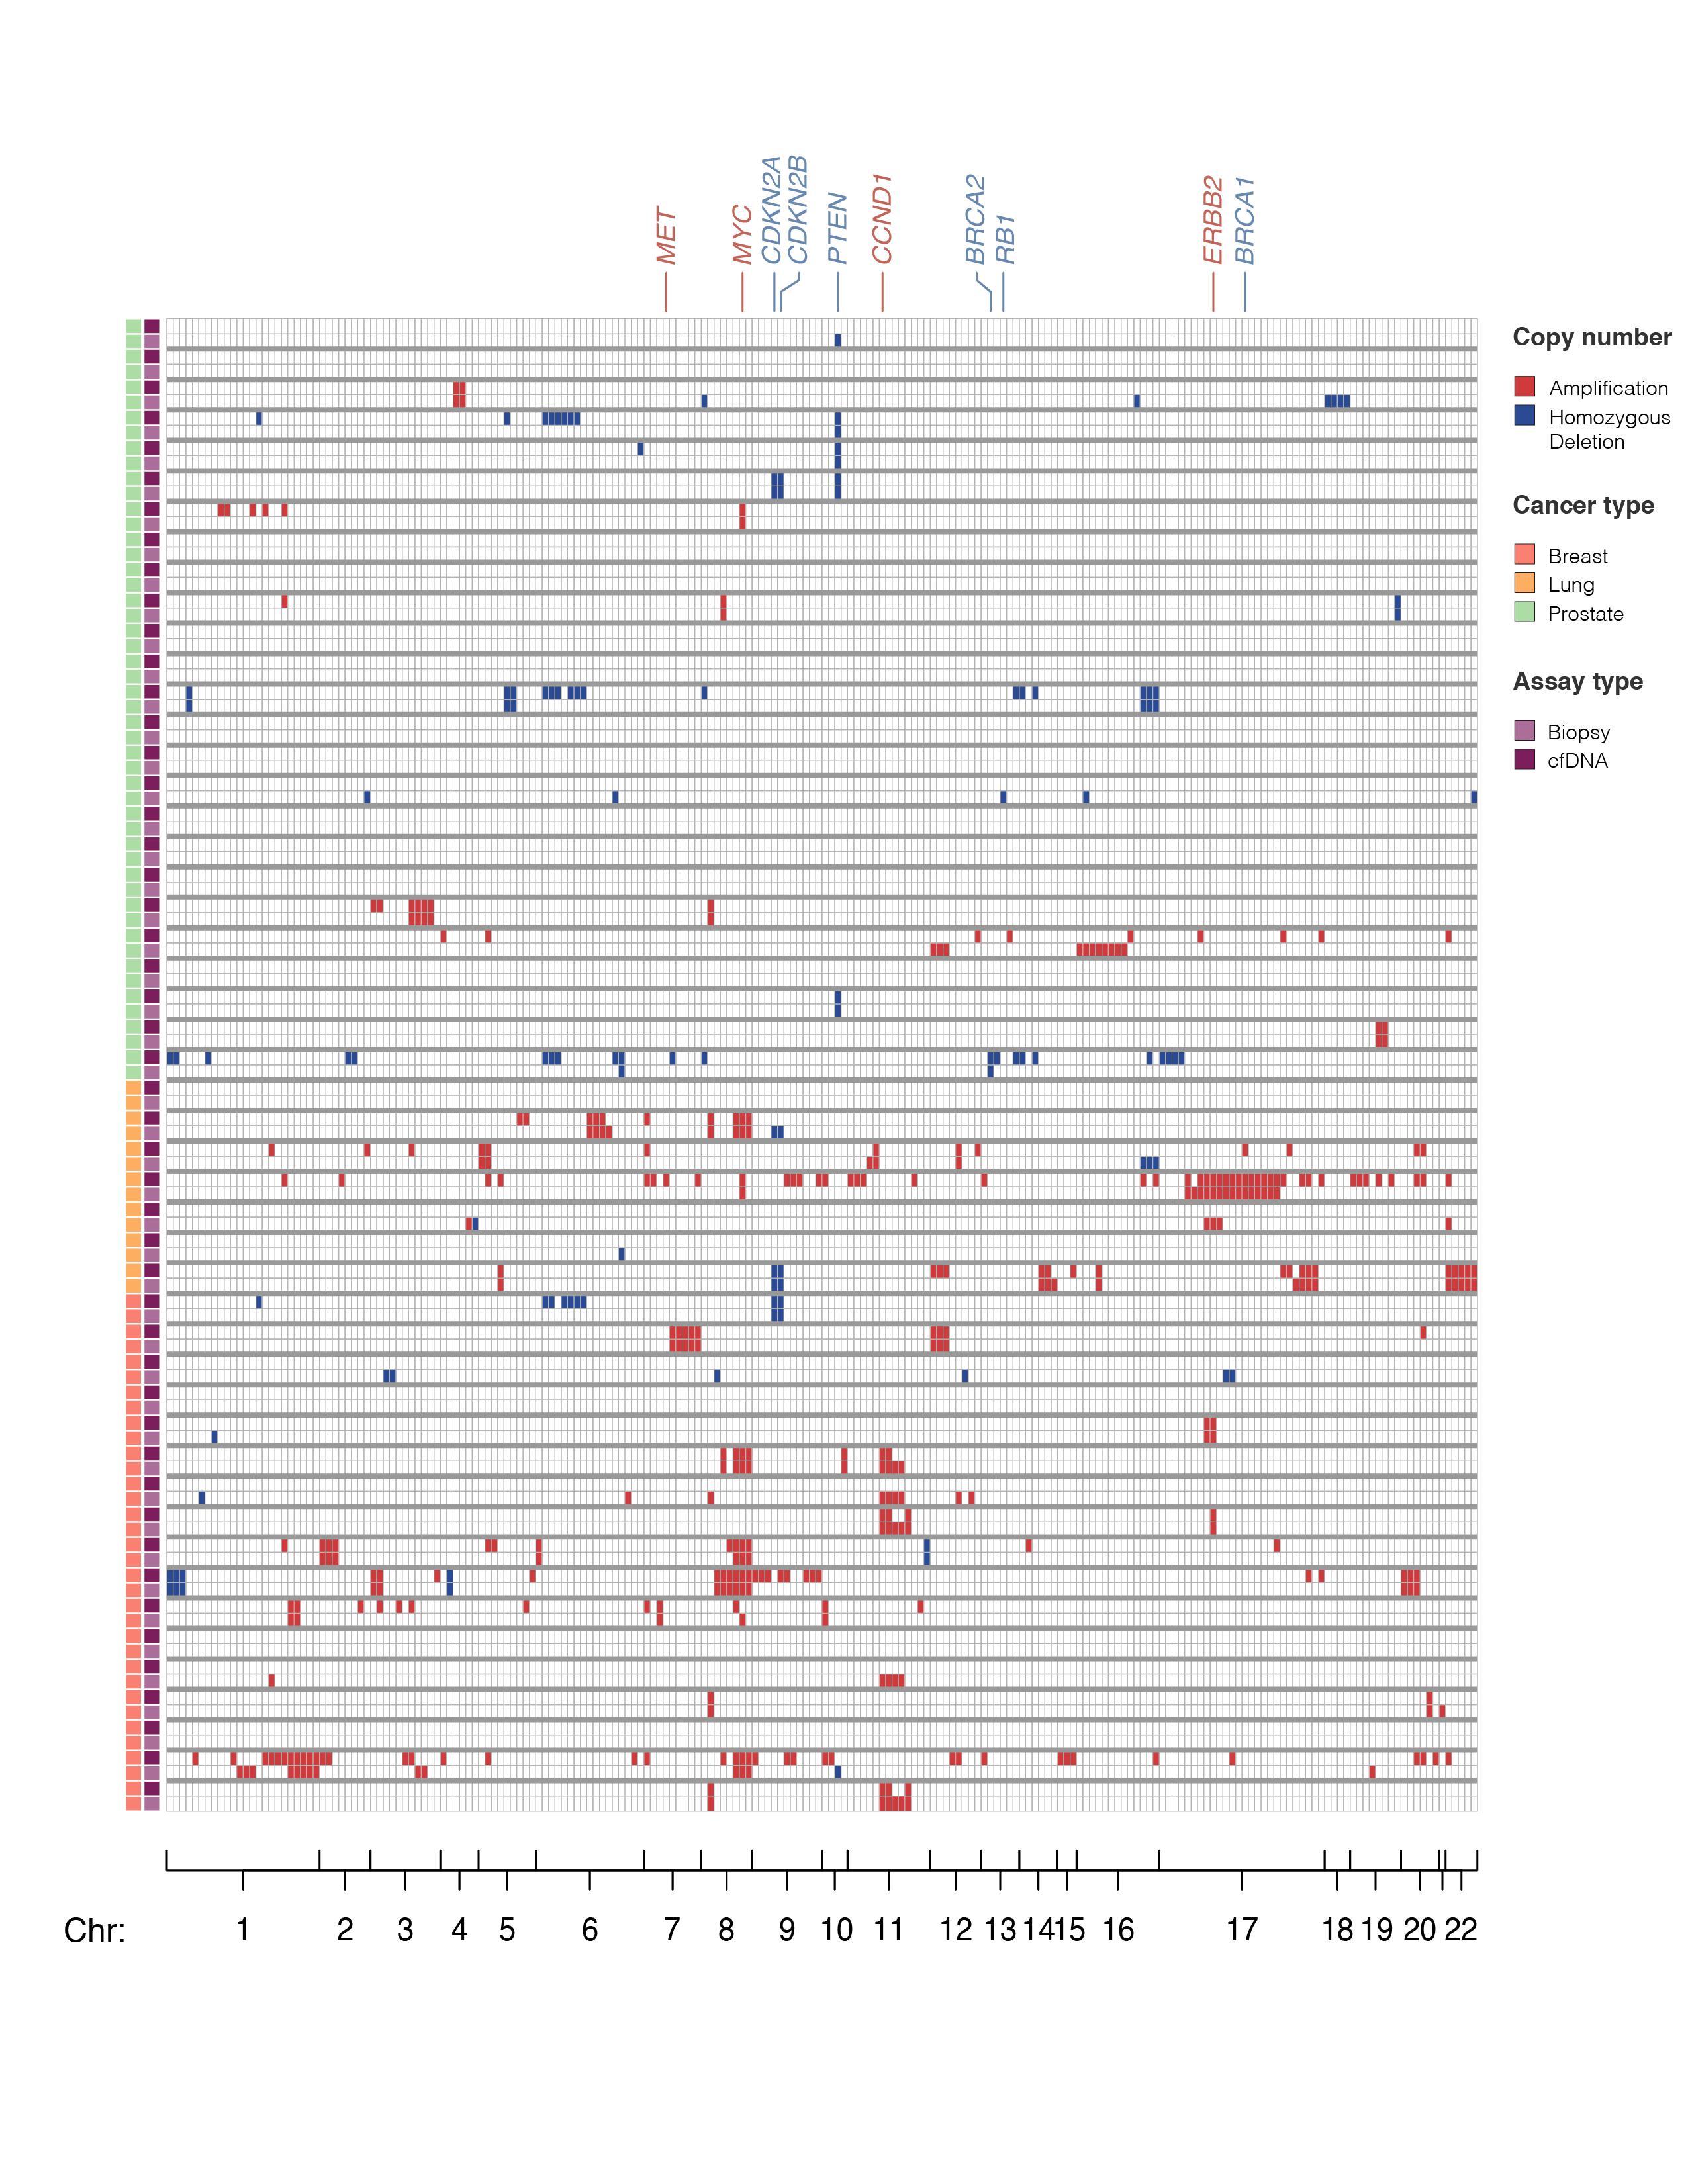 MET
MYC
CDKN2A
CDKN2B
PTEN
CCND1
BRCA2
RB1
ERBB2
BRCA1
Copy number
Amplification
Homozygous
Deletion
Cancer type
Breast
Lung
Prostate
Assay type
Biopsy
cfDNA
Chr: 1 2 3 4 5 6 7 8 9 10 11 12 13 14 15 16 17 18 19 20 22